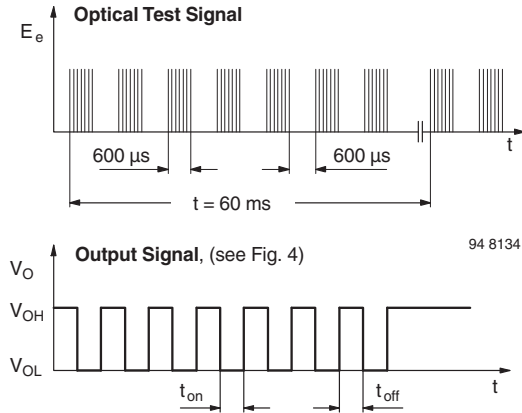 Optical Test Signal
E e
t
600 µs
600 µs
t = 60 ms
94 8134
Output Signal, (see Fig. 4)
V O
V OH
V OL
t
t on
t off